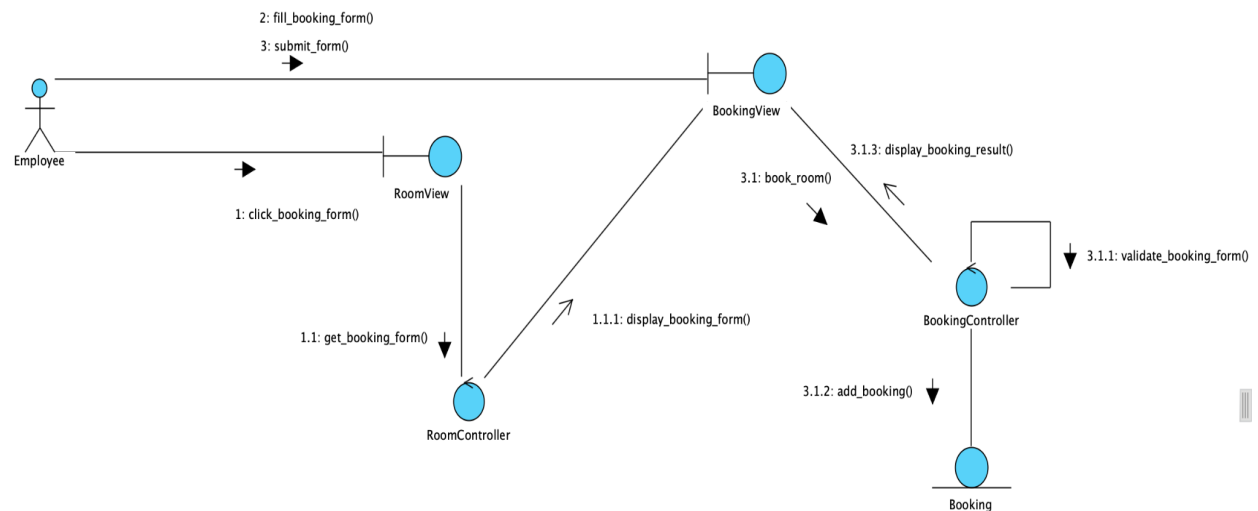 2: fill_booking_form()
3: submit_form()
BookingView
Employee
3.1.3: display_booking_result()
3.1: book_room()
RoomView
1: click_booking_form()
3.1.1: validate_booking_form()
1.1.1: display_booking_form()
BookingController
1.1: get_booking_form()
3.1.2: add_booking()
RoomController
Booking